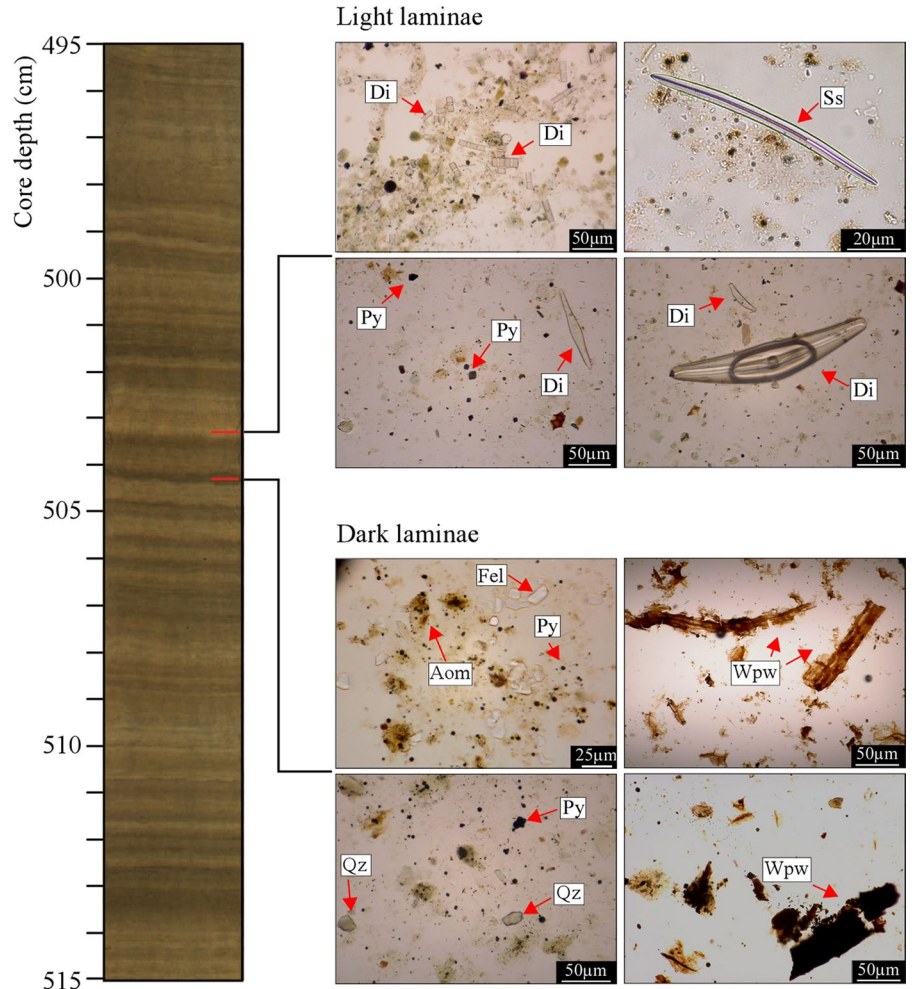 Light laminae
Core depth (cm)
495
500
505
510
515
Di
Di
50µm
Ss
20µm
Py
Py
Di
50µm
Di
Di
50µm
Dark laminae
Fel
Py
Aom
25µm
Wpw
50µm
Py
Qz
Qz
50µm
Wpw
50µm